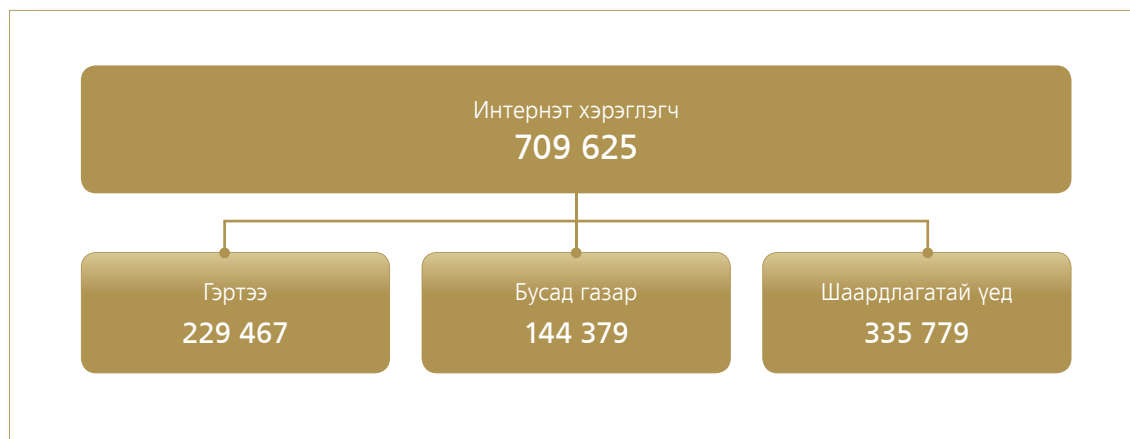 Интернэт хэрэглэгч
709 625
Гэртээ
229 467
Бусад газар
144 379
Шаардлагатай үед
335 779